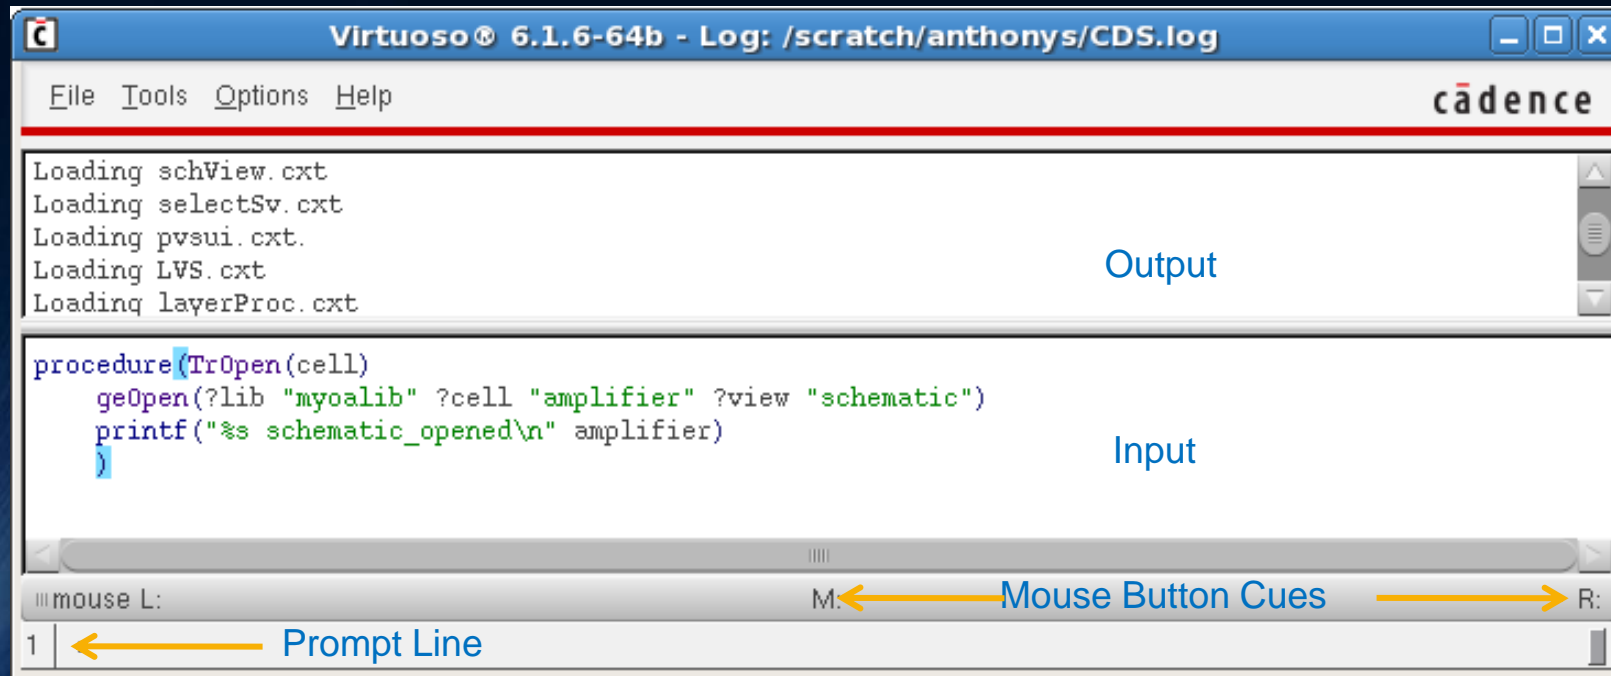 c
Virtuoso® 6.1.6-64b - Log: /scratch/anthonys/CDS.log
File Tools Options Help
cādence
Loading schView.cxt
Loading selectSv.cxt
Loading pvsui.cxt.
Loading LVS.cxt
Loading layerProc.cxt
Output
procedure(TrOpen(cell)
geOpen(?lib "myoalib" ?cell "amplifier" ?view "schematic")
printf("%s schematic_opened\n" amplifier)
)
Input
mouse L: M: Mouse Button Cues R:
1 Prompt Line